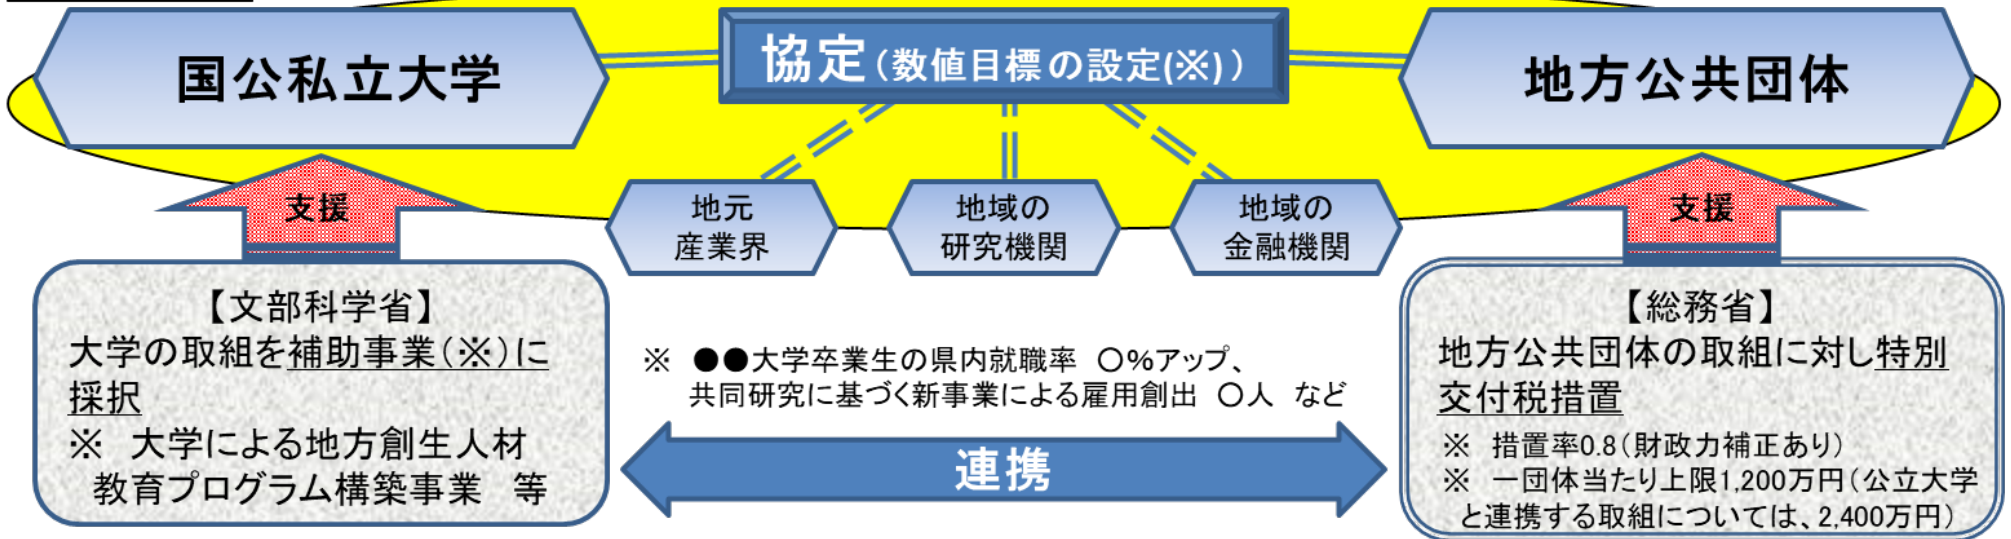 国公私立大学
協定(数値目標の設定(※))
地方公共団体
支援
地元
産業界
地域の
研究機関
地域の
金融機関
支援
【文部科学省】
大学の取組を補助事業(※)に
採択
※ 大学による地方創生人材
教育プログラム構築事業 等
※ ●●大学卒業生の県内就職率 〇%アップ、
共同研究に基づく新事業による雇用創出 〇人 など
連携
【総務省】
地方公共団体の取組に対し特別
交付税措置
※ 措置率0.8(財政力補正あり)
※ 一団体当たり上限1,200万円(公立大学
と連携する取組については、2,400万円)